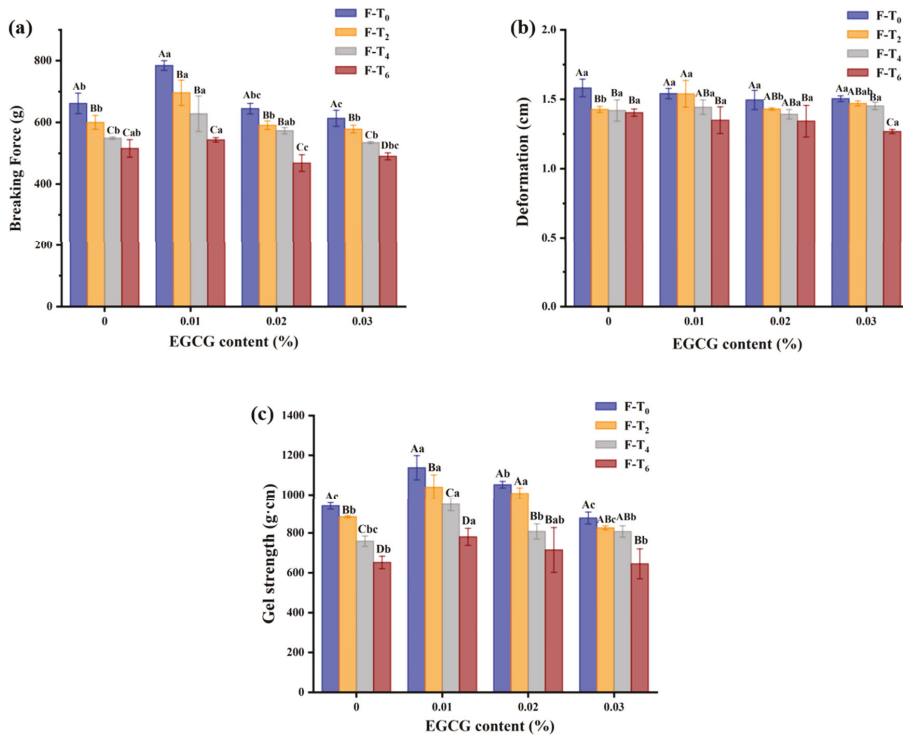 (a)
F-T₀
F-T₂
F-T₄
F-T₆
800
600
400
200
0
Breaking Force (g)
Ab
Bb
Cb
Cab
Aa
Ba
Ba
Ca
Abc
Bb
Bab
Cc
Ac
Bb
Cb
Dbc
0 0.01 0.02 0.03
EGCG content (%)
(b)
F-T₀
F-T₂
F-T₄
F-T₆
2.0
1.5
1.0
0.5
0.0
Deformation (cm)
Aa
Bb
Ba
Ba
Aa
Aa
ABa
Ba
Aa
ABb
ABa
Ba
Aa
ABab
Ba
Ca
0 0.01 0.02 0.03
EGCG content (%)
(c)
F-T₀
F-T₂
F-T₄
F-T₆
1400
1200
1000
800
600
400
200
0
Gel strength (g·cm)
Ac
Bb
Cbc
Db
Aa
Ba
Ca
Da
Ab
Aa
Bb
Bab
Ac
ABc
ABb
Bb
0 0.01 0.02 0.03
EGCG content (%)